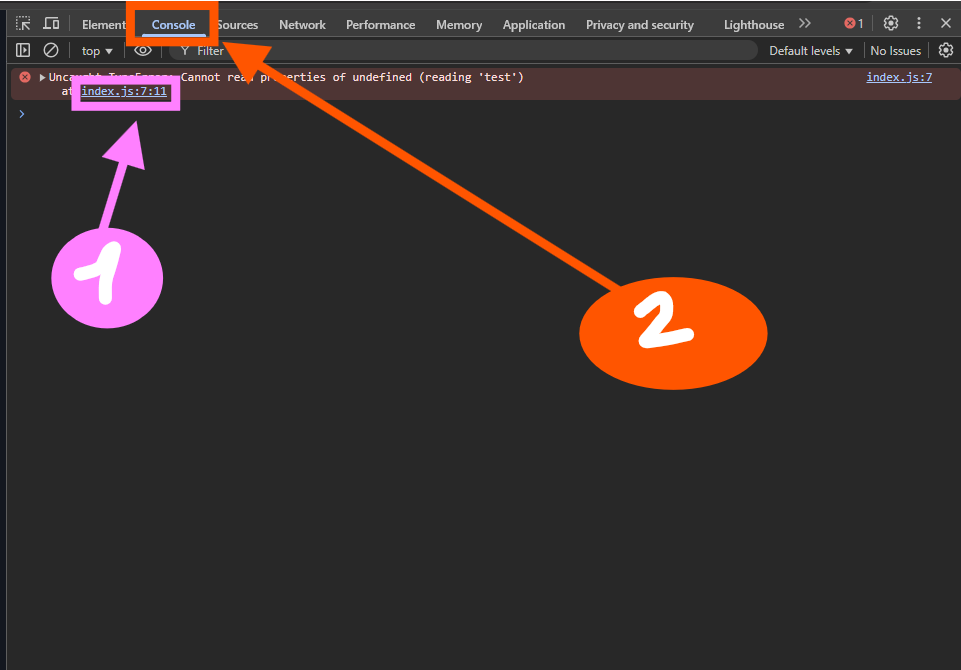 Element Console Sources Network Performance Memory Application Privacy and security Lighthouse 1
top Filter Default levels No Issues
Uncaught TypeError: Cannot read properties of undefined (reading 'test') index.js:7
at index.js:7:11
1
2